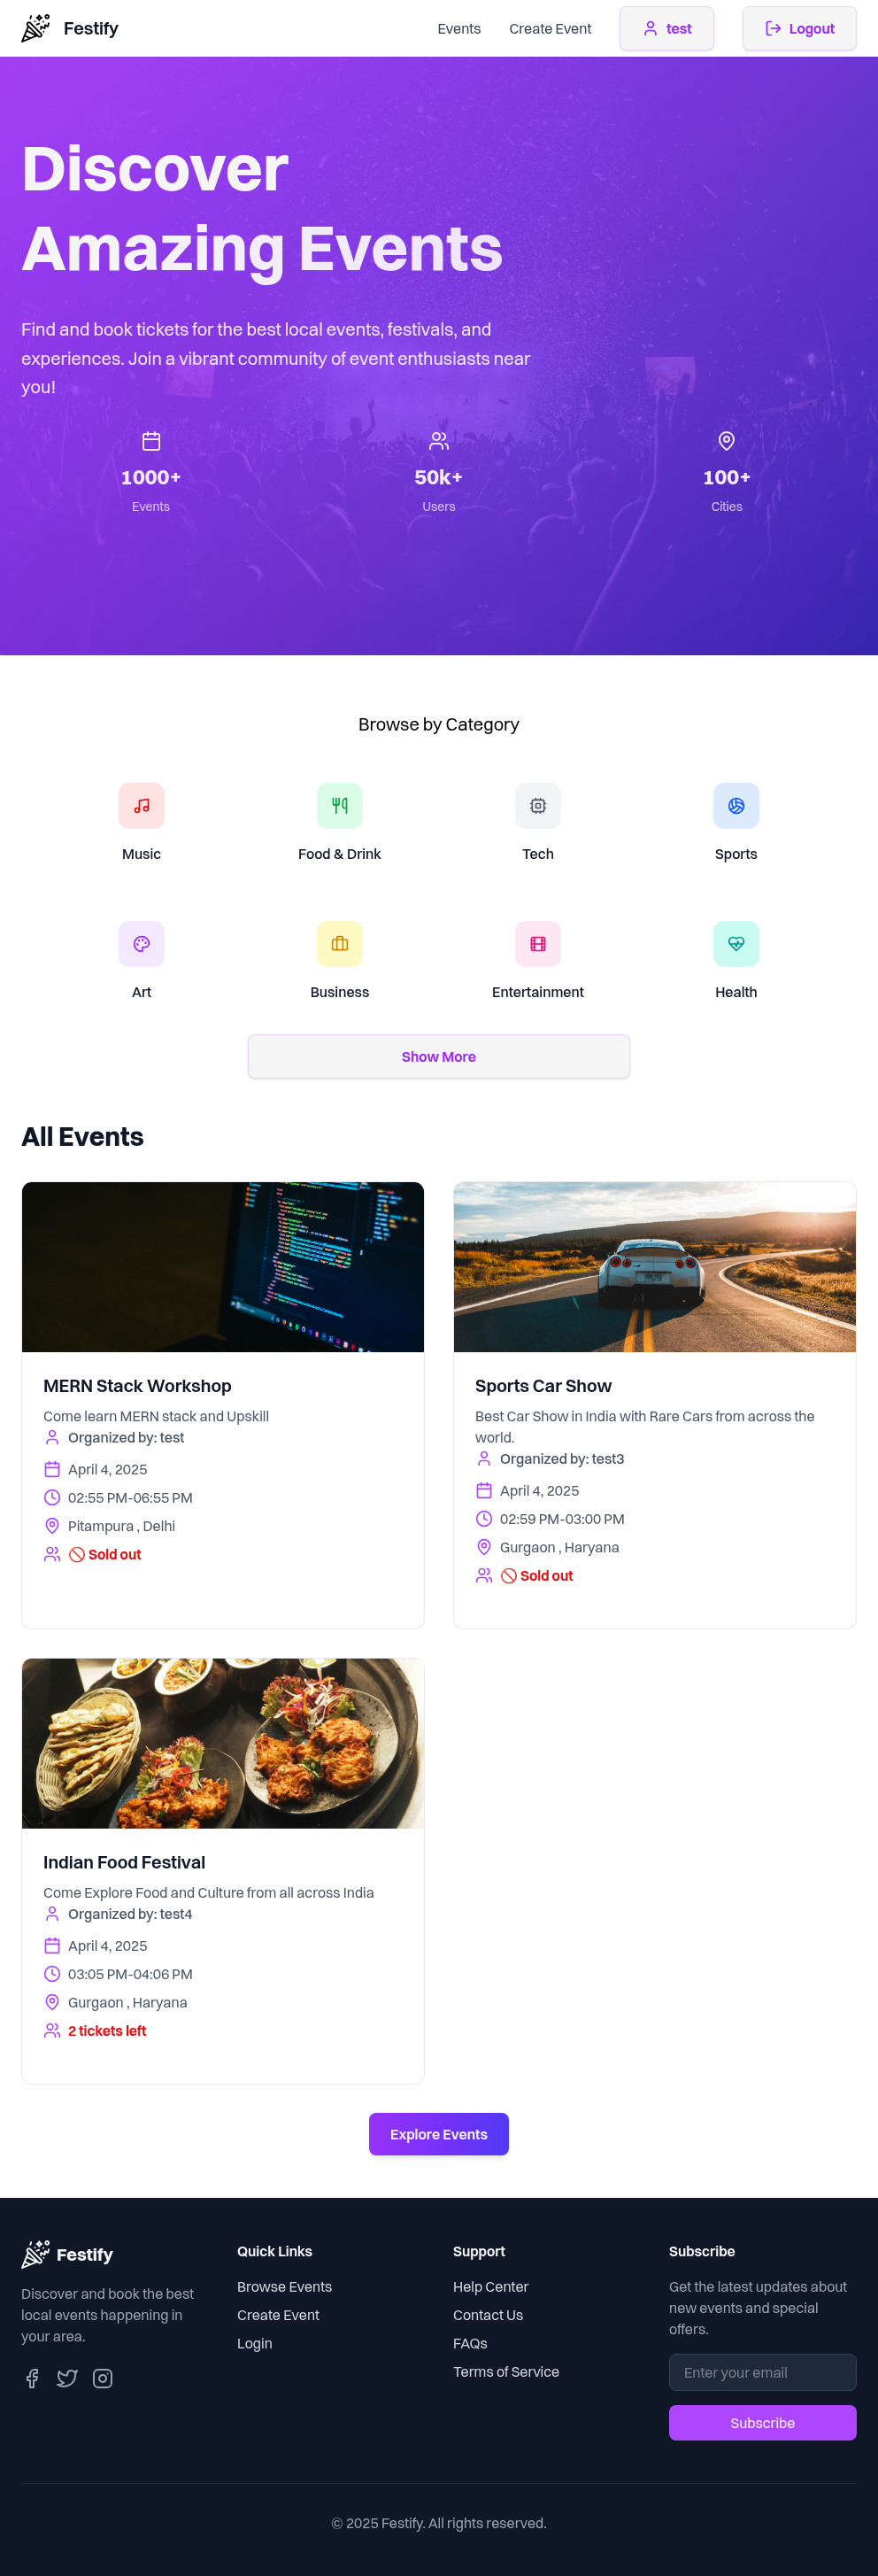 Festify
Events
Create Event
test
Logout
Discover
Amazing Events
Find and book tickets for the best local events, festivals, and
experiences. Join a vibrant community of event enthusiasts near
you!
1000+
Events
50k+
Users
100+
Cities
Browse by Category
Music
Food & Drink
Tech
Sports
Art
Business
Entertainment
Health
Show More
All Events
MERN Stack Workshop
Come learn MERN stack and Upskill
Organized by: test
April 4, 2025
02:55 PM-06:55 PM
Pitampura , Delhi
🚫 Sold out
Sports Car Show
Best Car Show in India with Rare Cars from across the
world.
Organized by: test3
April 4, 2025
02:59 PM-03:00 PM
Gurgaon , Haryana
🚫 Sold out
Indian Food Festival
Come Explore Food and Culture from all across India
Organized by: test4
April 4, 2025
03:05 PM-04:06 PM
Gurgaon , Haryana
2 tickets left
Explore Events
Festify
Discover and book the best
local events happening in
your area.
Quick Links
Browse Events
Create Event
Login
Support
Help Center
Contact Us
FAQs
Terms of Service
Subscribe
Get the latest updates about
new events and special
offers.
Enter your email
Subscribe
© 2025 Festify. All rights reserved.